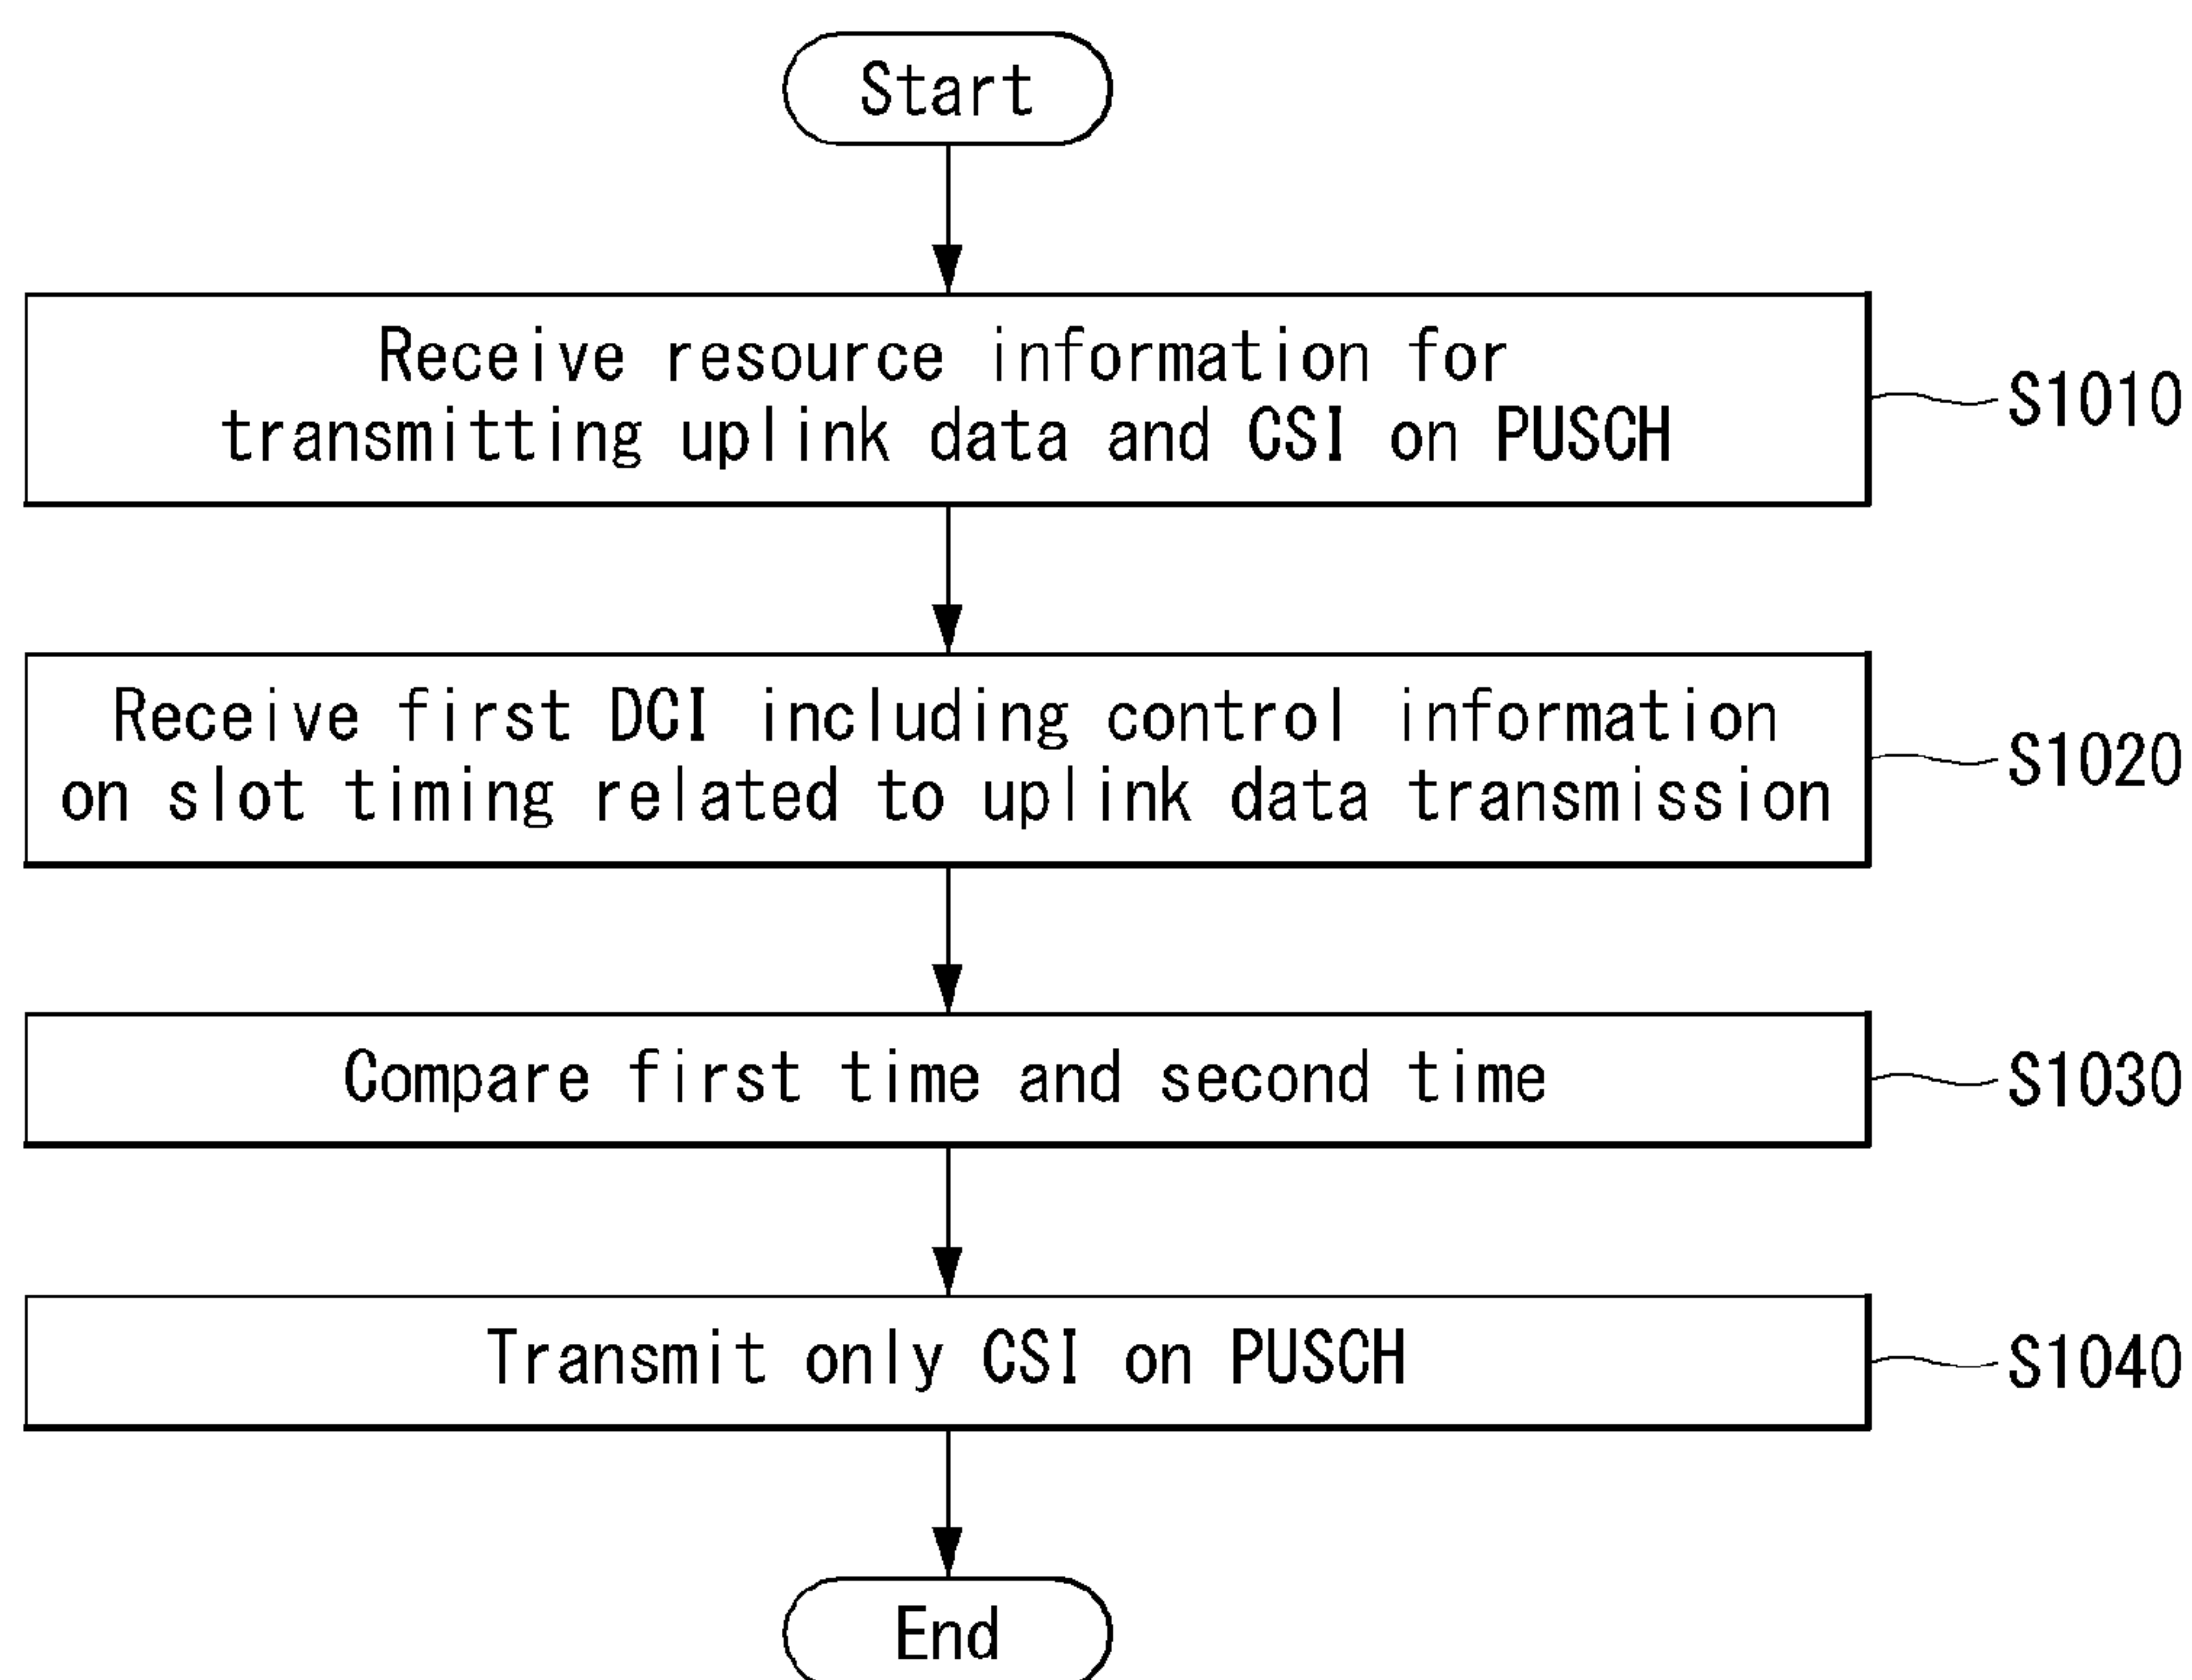 Start
Receive resource information for
transmitting uplink data and CSI on PUSCH
S1010
Receive first DCI including control information
on slot timing related to uplink data transmission
S1020
Compare first time and second time
S1030
Transmit only CSI on PUSCH
S1040
End